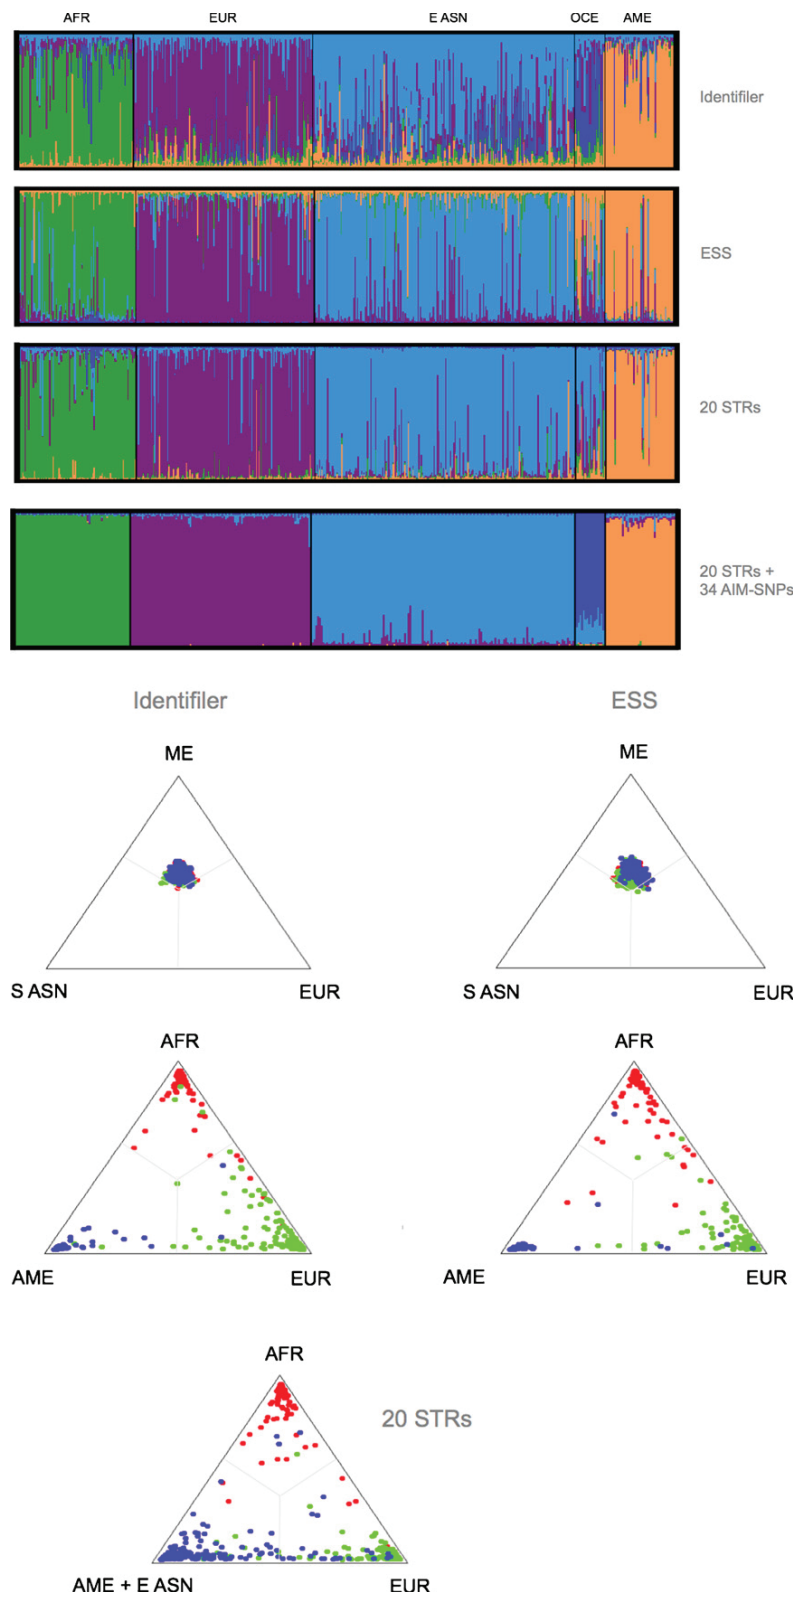 AFR EUR E ASN OCE AME
Identifiler
ESS
20 STRs
20 STRs +
34 AIM-SNPs
Identifiler ESS
ME ME
S ASN EUR S ASN EUR
AFR AFR
AME EUR AME EUR
AFR
20 STRs
AME + E ASN EUR